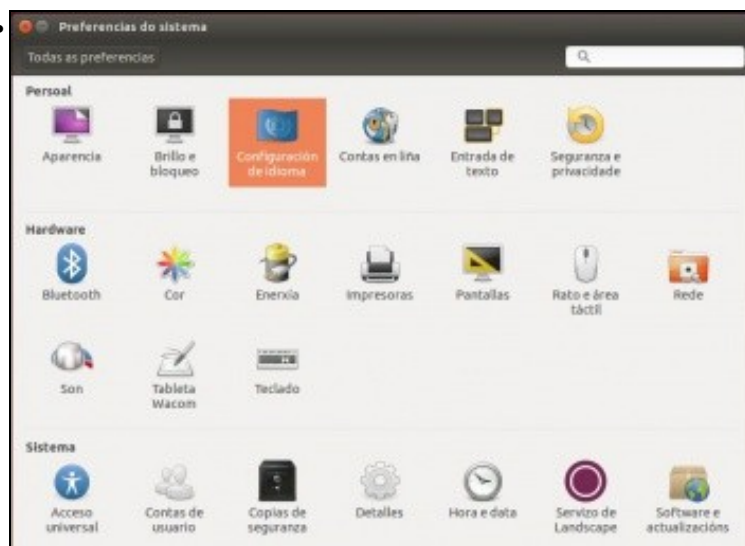 Preferencias do sistema
Todas as preferencias
Persoal
Aparencia
Brillo e
bloqueo
Configuración
de idioma
Contas en liña
Entrada de
texto
Seguranza e
privacidade
Hardware
Bluetooth
Cor
Enerxía
Impresoras
Pantallas
Rato e área
táctil
Rede
Son
Tableta
Wacom
Teclado
Sistema
Acceso
universal
Contas de
usuario
Copias de
seguranza
Detalles
Hora e data
Servizo de
Landscape
Software e
actualizacións